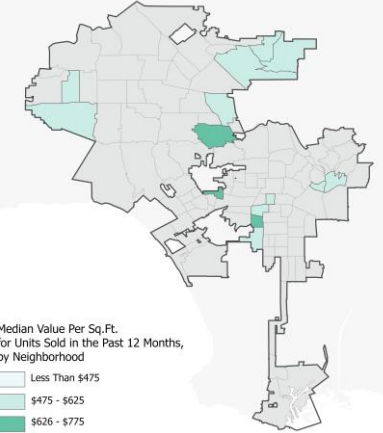 Median Value Per Sq.Ft.
for Units Sold in the Past 12 Months,
by Neighborhood
Less Than $475
$475 - $625
$626 - $775